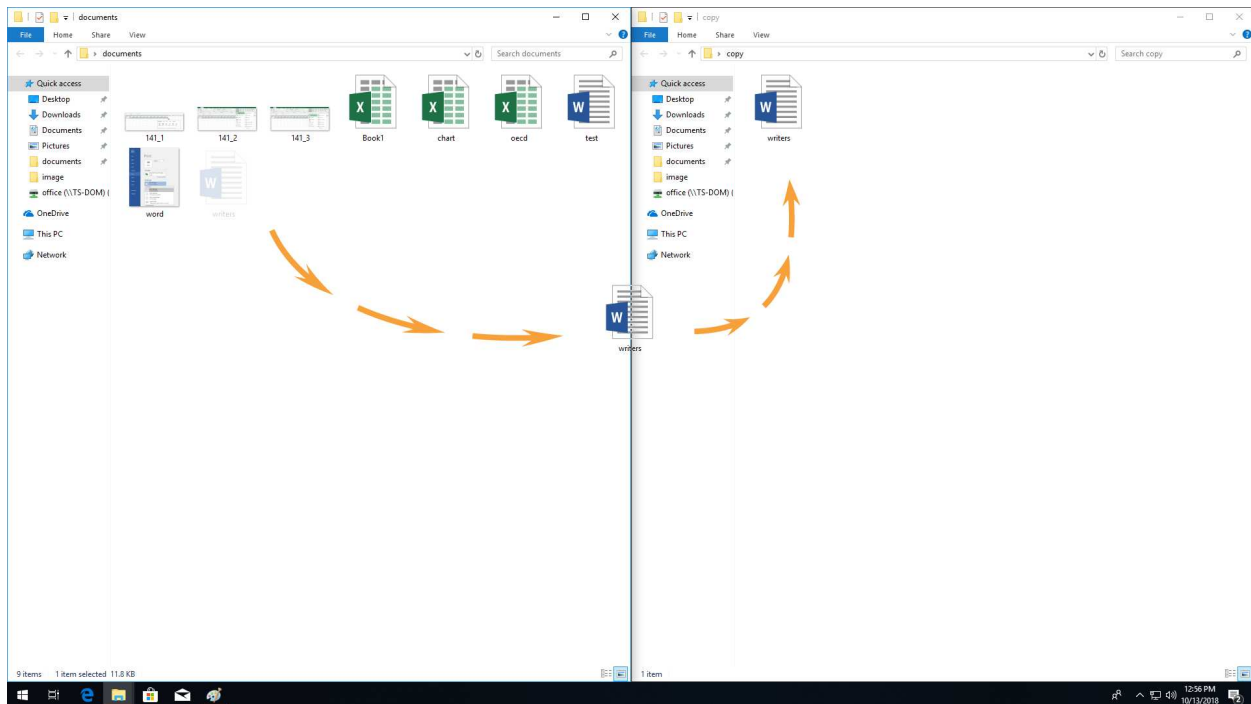 documents
File Home Share View
documents
Search documents
Quick access
Desktop
Downloads
Documents
Pictures
documents
image
office (\\TS-DOM) (
OneDrive
This PC
Network
141_1 141_2 141_3 Book1 chart oecd test
word writers
writers
9 items 1 item selected 11.8 KB
copy
File Home Share View
copy
Search copy
Quick access
Desktop
Downloads
Documents
Pictures
documents
image
office (\\TS-DOM) (
OneDrive
This PC
Network
writers
1 item
12:56 PM
10/13/2018
2